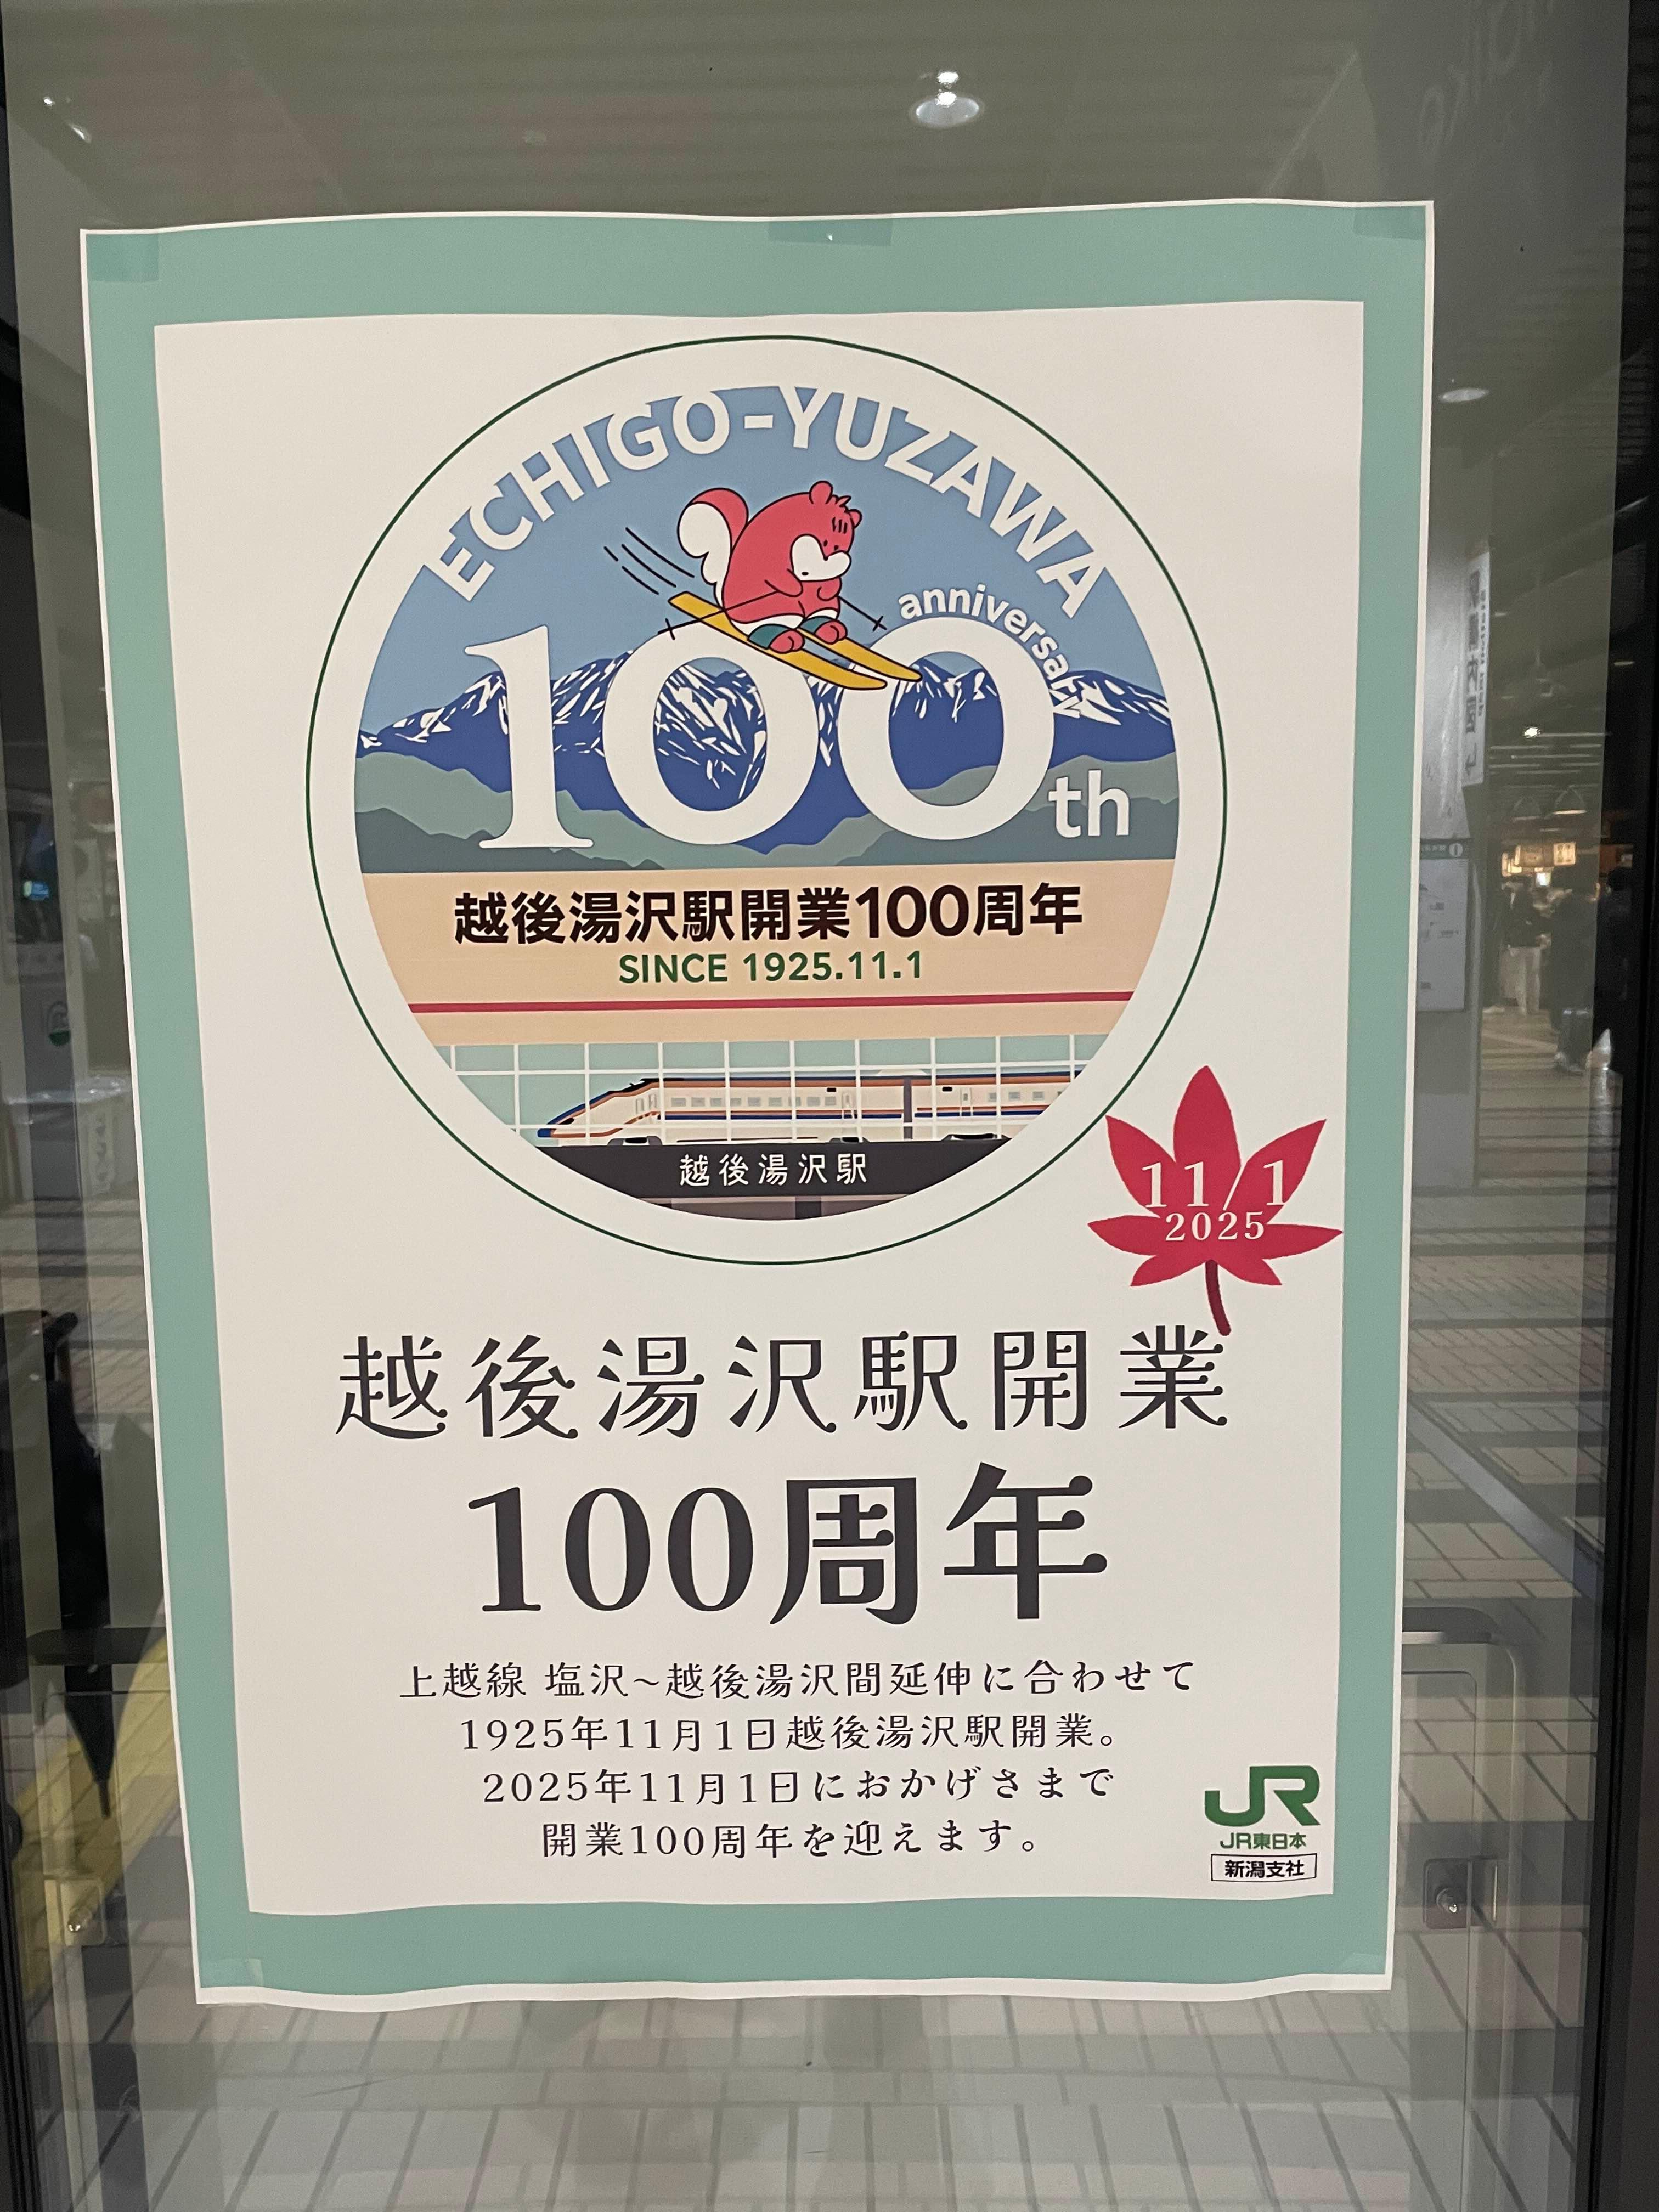 ECHIGO-YUZAWA
100th
anniversary
越後湯沢駅開業100周年
SINCE 1925.11.1
越後湯沢駅
11/1
2025
越後湯沢駅開業
100周年
上越線 塩沢~越後湯沢間延伸に合わせて
1925年11月1日越後湯沢駅開業。
2025年11月1日におかげさまで
開業100周年を迎えます。
JR
JR東日本
新潟支社